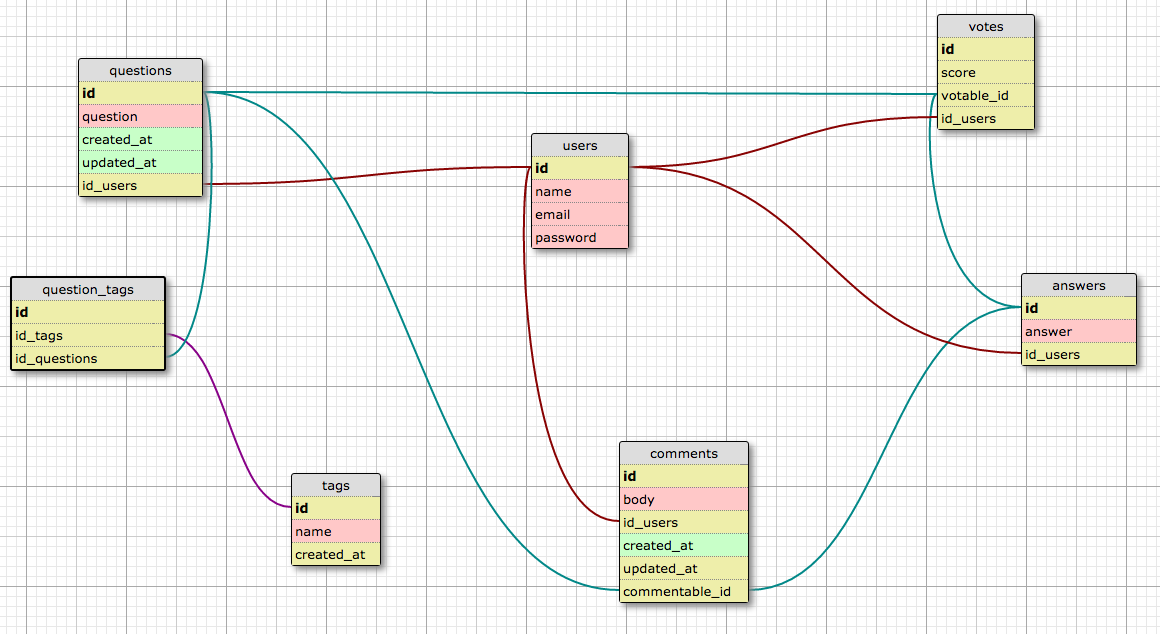 questions
id
question
created_at
updated_at
id_users
question_tags
id
id_tags
id_questions
tags
id
name
created_at
users
id
name
email
password
comments
id
body
id_users
created_at
updated_at
commentable_id
votes
id
score
votable_id
id_users
answers
id
answer
id_users